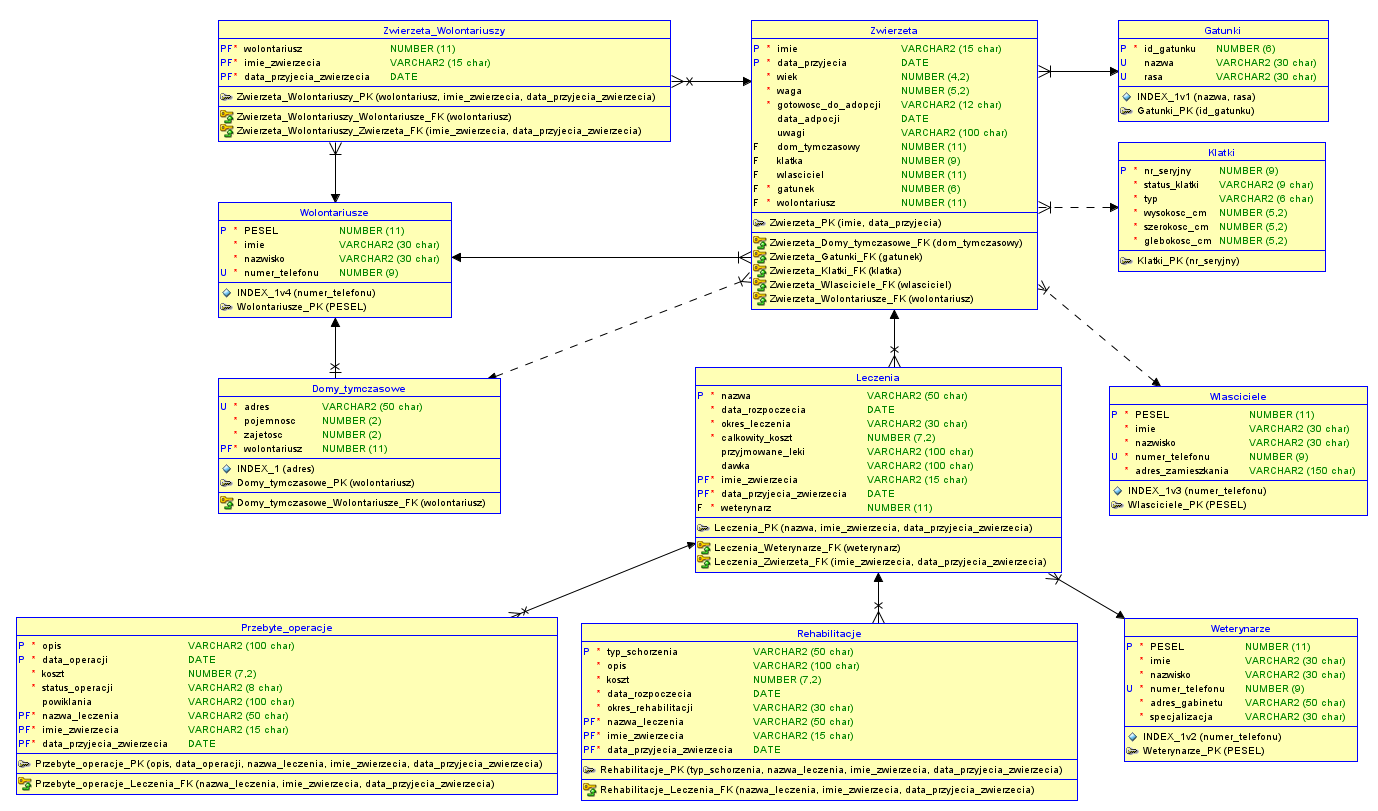 Zwierzeta_Wolontariuszy
PF* wolontariusz NUMBER (11)
PF* imie_zwierzecia VARCHAR2 (15 char)
PF* data_przyjecia_zwierzecia DATE
Zwierzeta_Wolontariuszy_PK (wolontariusz, imie_zwierzecia, data_przyjecia_zwierzecia)
Zwierzeta_Wolontariuszy_Wolontariusze_FK (wolontariusz)
Zwierzeta_Wolontariuszy_Zwierzeta_FK (imie_zwierzecia, data_przyjecia_zwierzecia)
Zwierzeta
P * imie VARCHAR2 (15 char)
P * data_przyjecia DATE
* wiek NUMBER (4,2)
* waga NUMBER (5,2)
* gotowosc_do_adopcji VARCHAR2 (12 char)
data_adpocji DATE
uwagi VARCHAR2 (100 char)
F dom_tymczasowy NUMBER (11)
F klatka NUMBER (9)
F wlasciciel NUMBER (11)
F * gatunek NUMBER (6)
F * wolontariusz NUMBER (11)
Zwierzeta_PK (imie, data_przyjecia)
Zwierzeta_Domy_tymczasowe_FK (dom_tymczasowy)
Zwierzeta_Gatunki_FK (gatunek)
Zwierzeta_Klatki_FK (klatka)
Zwierzeta_Wlasciciele_FK (wlasciciel)
Zwierzeta_Wolontariusze_FK (wolontariusz)
Gatunki
P * id_gatunku NUMBER (6)
U nazwa VARCHAR2 (30 char)
U rasa VARCHAR2 (30 char)
INDEX_1v1 (nazwa, rasa)
Gatunki_PK (id_gatunku)
Klatki
P * nr_seryjny NUMBER (9)
* status_klatki VARCHAR2 (9 char)
* typ VARCHAR2 (6 char)
* wysokosc_cm NUMBER (5,2)
* szerokosc_cm NUMBER (5,2)
* glebokosc_cm NUMBER (5,2)
Klatki_PK (nr_seryjny)
Wolontariusze
P * PESEL NUMBER (11)
* imie VARCHAR2 (30 char)
* nazwisko VARCHAR2 (30 char)
U * numer_telefonu NUMBER (9)
INDEX_1v4 (numer_telefonu)
Wolontariusze_PK (PESEL)
Domy_tymczasowe
U * adres VARCHAR2 (50 char)
* pojemnosc NUMBER (2)
* zajetosc NUMBER (2)
PF* wolontariusz NUMBER (11)
INDEX_1 (adres)
Domy_tymczasowe_PK (wolontariusz)
Domy_tymczasowe_Wolontariusze_FK (wolontariusz)
Leczenia
P * nazwa VARCHAR2 (50 char)
* data_rozpoczecia DATE
* okres_leczenia VARCHAR2 (30 char)
* calkowity_koszt NUMBER (7,2)
przyjmowane_leki VARCHAR2 (100 char)
dawka VARCHAR2 (100 char)
PF* imie_zwierzecia VARCHAR2 (15 char)
PF* data_przyjecia_zwierzecia DATE
F * weterynarz NUMBER (11)
Leczenia_PK (nazwa, imie_zwierzecia, data_przyjecia_zwierzecia)
Leczenia_Weterynarze_FK (weterynarz)
Leczenia_Zwierzeta_FK (imie_zwierzecia, data_przyjecia_zwierzecia)
Wlasciciele
P * PESEL NUMBER (11)
* imie VARCHAR2 (30 char)
* nazwisko VARCHAR2 (30 char)
U * numer_telefonu NUMBER (9)
* adres_zamieszkania VARCHAR2 (150 char)
INDEX_1v3 (numer_telefonu)
Wlasciciele_PK (PESEL)
Przebyte_operacje
P * opis VARCHAR2 (100 char)
P * data_operacji DATE
* koszt NUMBER (7,2)
* status_operacji VARCHAR2 (8 char)
powiklania VARCHAR2 (100 char)
PF* nazwa_leczenia VARCHAR2 (50 char)
PF* imie_zwierzecia VARCHAR2 (15 char)
PF* data_przyjecia_zwierzecia DATE
Przebyte_operacje_PK (opis, data_operacji, nazwa_leczenia, imie_zwierzecia, data_przyjecia_zwierzecia)
Przebyte_operacje_Leczenia_FK (nazwa_leczenia, imie_zwierzecia, data_przyjecia_zwierzecia)
Rehabilitacje
P * typ_schorzenia VARCHAR2 (50 char)
* opis VARCHAR2 (100 char)
* koszt NUMBER (7,2)
* data_rozpoczecia DATE
* okres_rehabilitacji VARCHAR2 (30 char)
PF* nazwa_leczenia VARCHAR2 (50 char)
PF* imie_zwierzecia VARCHAR2 (15 char)
PF* data_przyjecia_zwierzecia DATE
Rehabilitacje_PK (typ_schorzenia, nazwa_leczenia, imie_zwierzecia, data_przyjecia_zwierzecia)
Rehabilitacje_Leczenia_FK (nazwa_leczenia, imie_zwierzecia, data_przyjecia_zwierzecia)
Weterynarze
P * PESEL NUMBER (11)
* imie VARCHAR2 (30 char)
* nazwisko VARCHAR2 (30 char)
U * numer_telefonu NUMBER (9)
* adres_gabinetu VARCHAR2 (50 char)
* specjalizacja VARCHAR2 (30 char)
INDEX_1v2 (numer_telefonu)
Weterynarze_PK (PESEL)